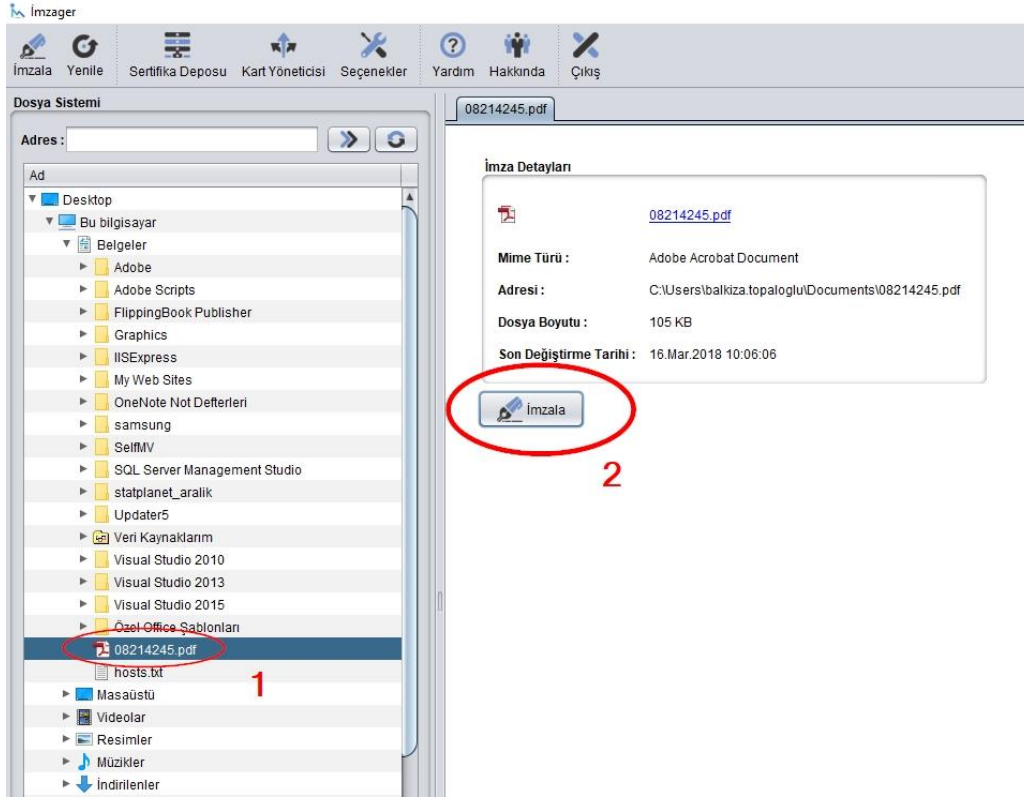 İmzager
İmzala Yenile Sertifika Deposu Kart Yöneticisi Seçenekler Yardım Hakkında Çıkış
Dosya Sistemi
Adres :
Ad
Desktop
Bu bilgisayar
Belgeler
Adobe
Adobe Scripts
FlippingBook Publisher
Graphics
IISExpress
My Web Sites
OneNote Not Defterleri
samsung
SelfMV
SQL Server Management Studio
statplanet_aralik
Updater5
Veri Kaynaklarım
Visual Studio 2010
Visual Studio 2013
Visual Studio 2015
Özel Office Şablonları
08214245.pdf
hosts.txt
1
Masaüstü
Videolar
Resimler
Müzikler
İndirilenler
08214245.pdf
İmza Detayları
08214245.pdf
Mime Türü : Adobe Acrobat Document
Adresi : C:\Users\balkiza.topaloglu\Documents\08214245.pdf
Dosya Boyutu : 105 KB
Son Değiştirme Tarihi : 16.Mar.2018 10:06:06
İmzala
2